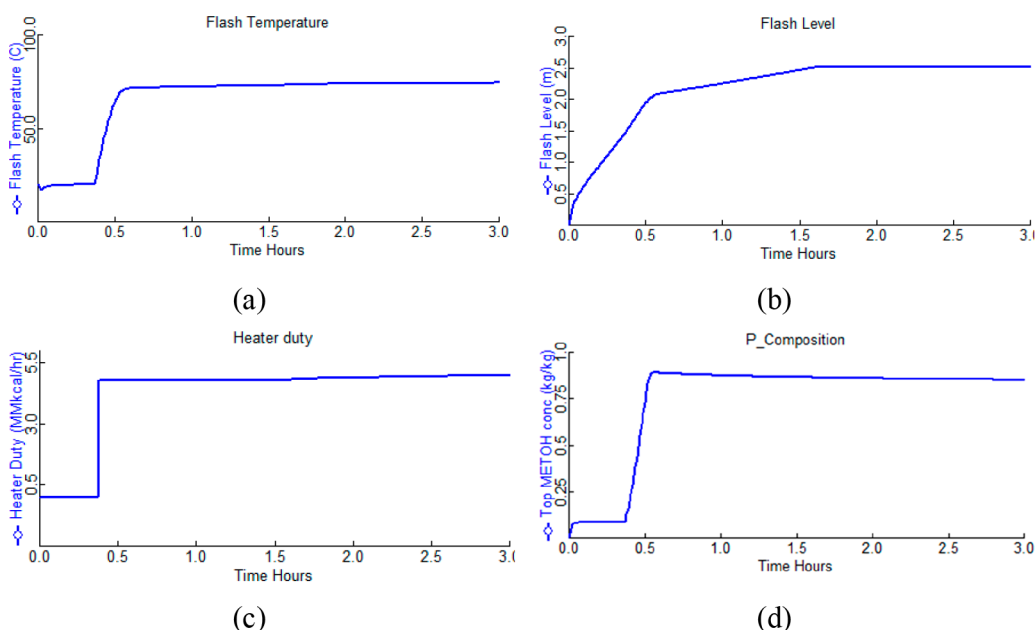 Flash Temperature
Flash Temperature (C)
50.0
100.0
0.0 0.5 1.0 1.5 2.0 2.5 3.0
Time Hours
(a)
Flash Level
Flash Level (m)
0.5 1.0 1.5 2.0 2.5 3.0
0.0 0.5 1.0 1.5 2.0 2.5 3.0
Time Hours
(b)
Heater duty
Heater Duty (MMkcal/hr)
0.5 3.0 5.5
0.0 0.5 1.0 1.5 2.0 2.5 3.0
Time Hours
(c)
P_Composition
Top METOH conc (kg/kg)
0.25 0.5 0.75 1.0
0.0 0.5 1.0 1.5 2.0 2.5 3.0
Time Hours
(d)